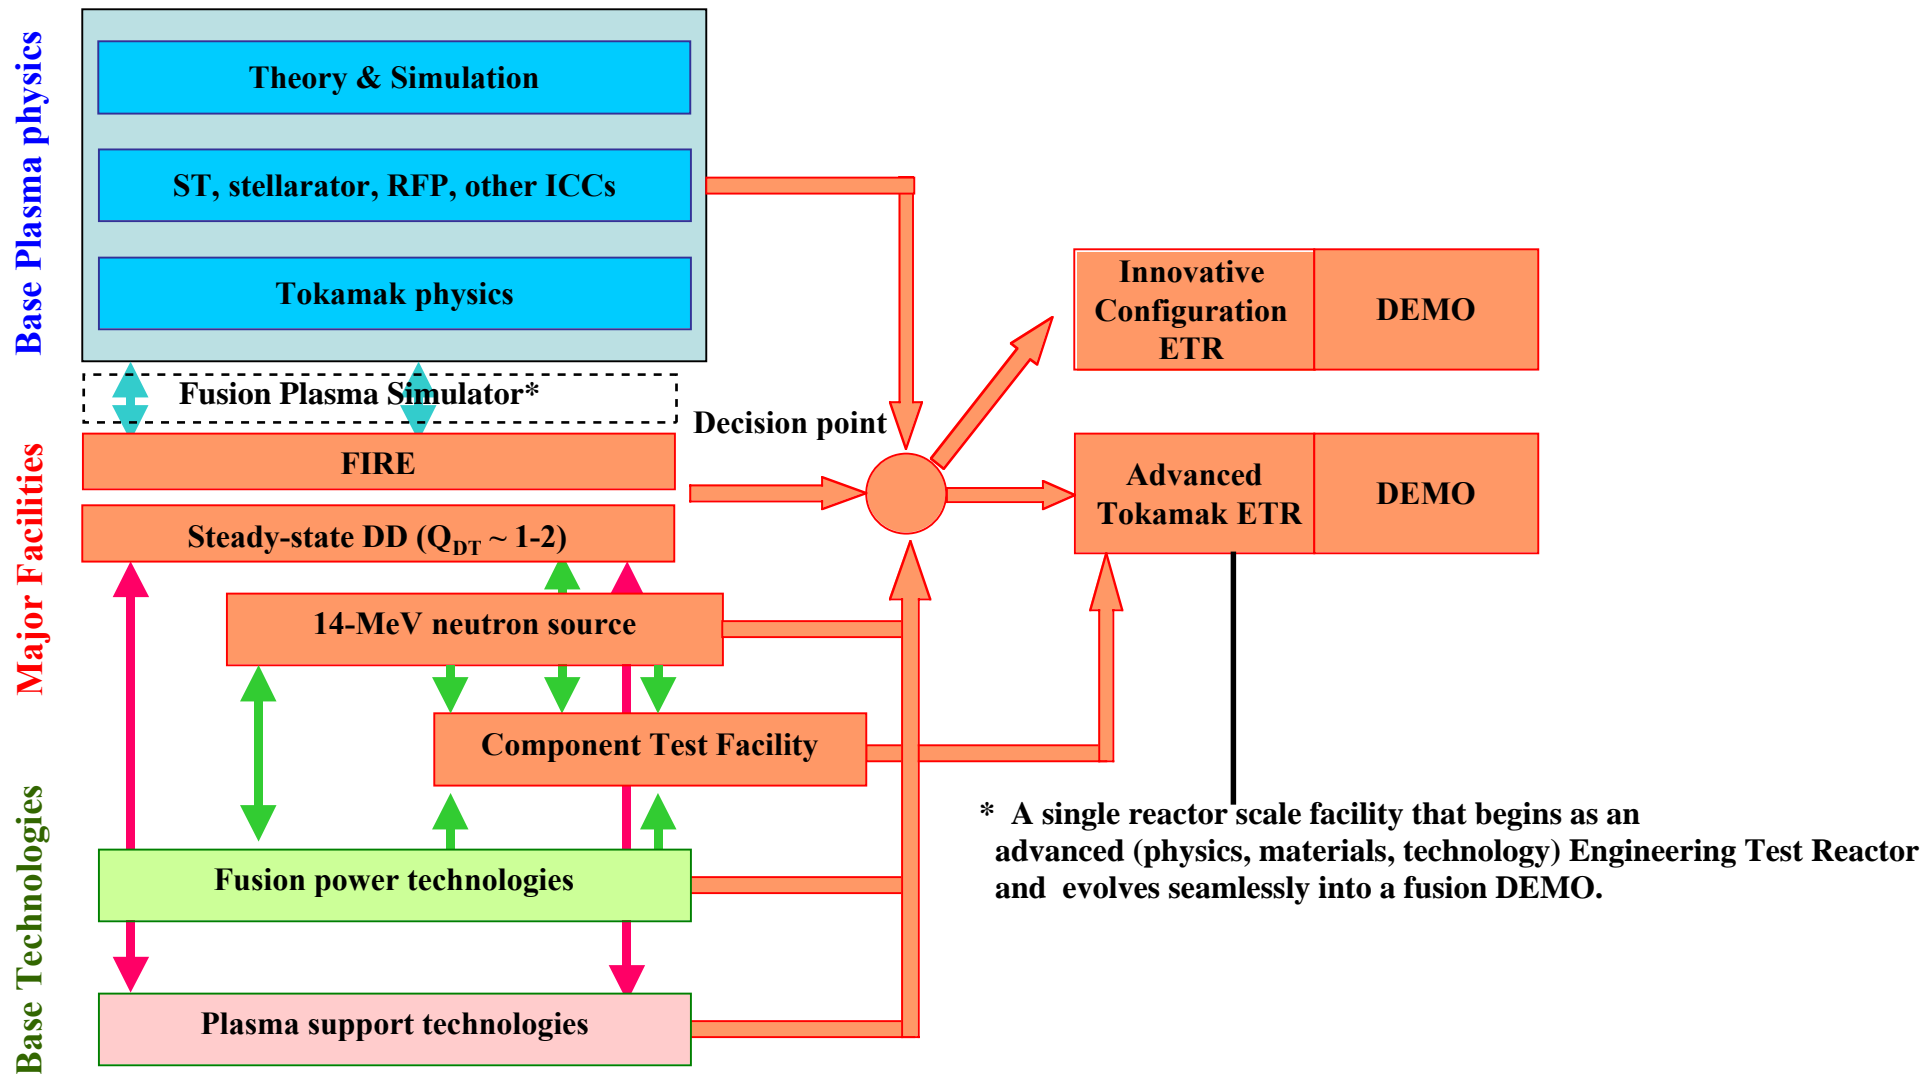 Base Plasma physics
Theory & Simulation
ST, stellarator, RFP, other ICCs
Tokamak physics
Fusion Plasma Simulator*
Major Facilities
FIRE
Steady-state DD (Q_DT ~ 1-2)
14-MeV neutron source
Component Test Facility
Base Technologies
Fusion power technologies
Plasma support technologies
Decision point
Innovative
Configuration
ETR
DEMO
Advanced
Tokamak ETR
DEMO
* A single reactor scale facility that begins as an
advanced (physics, materials, technology) Engineering Test Reactor
and evolves seamlessly into a fusion DEMO.